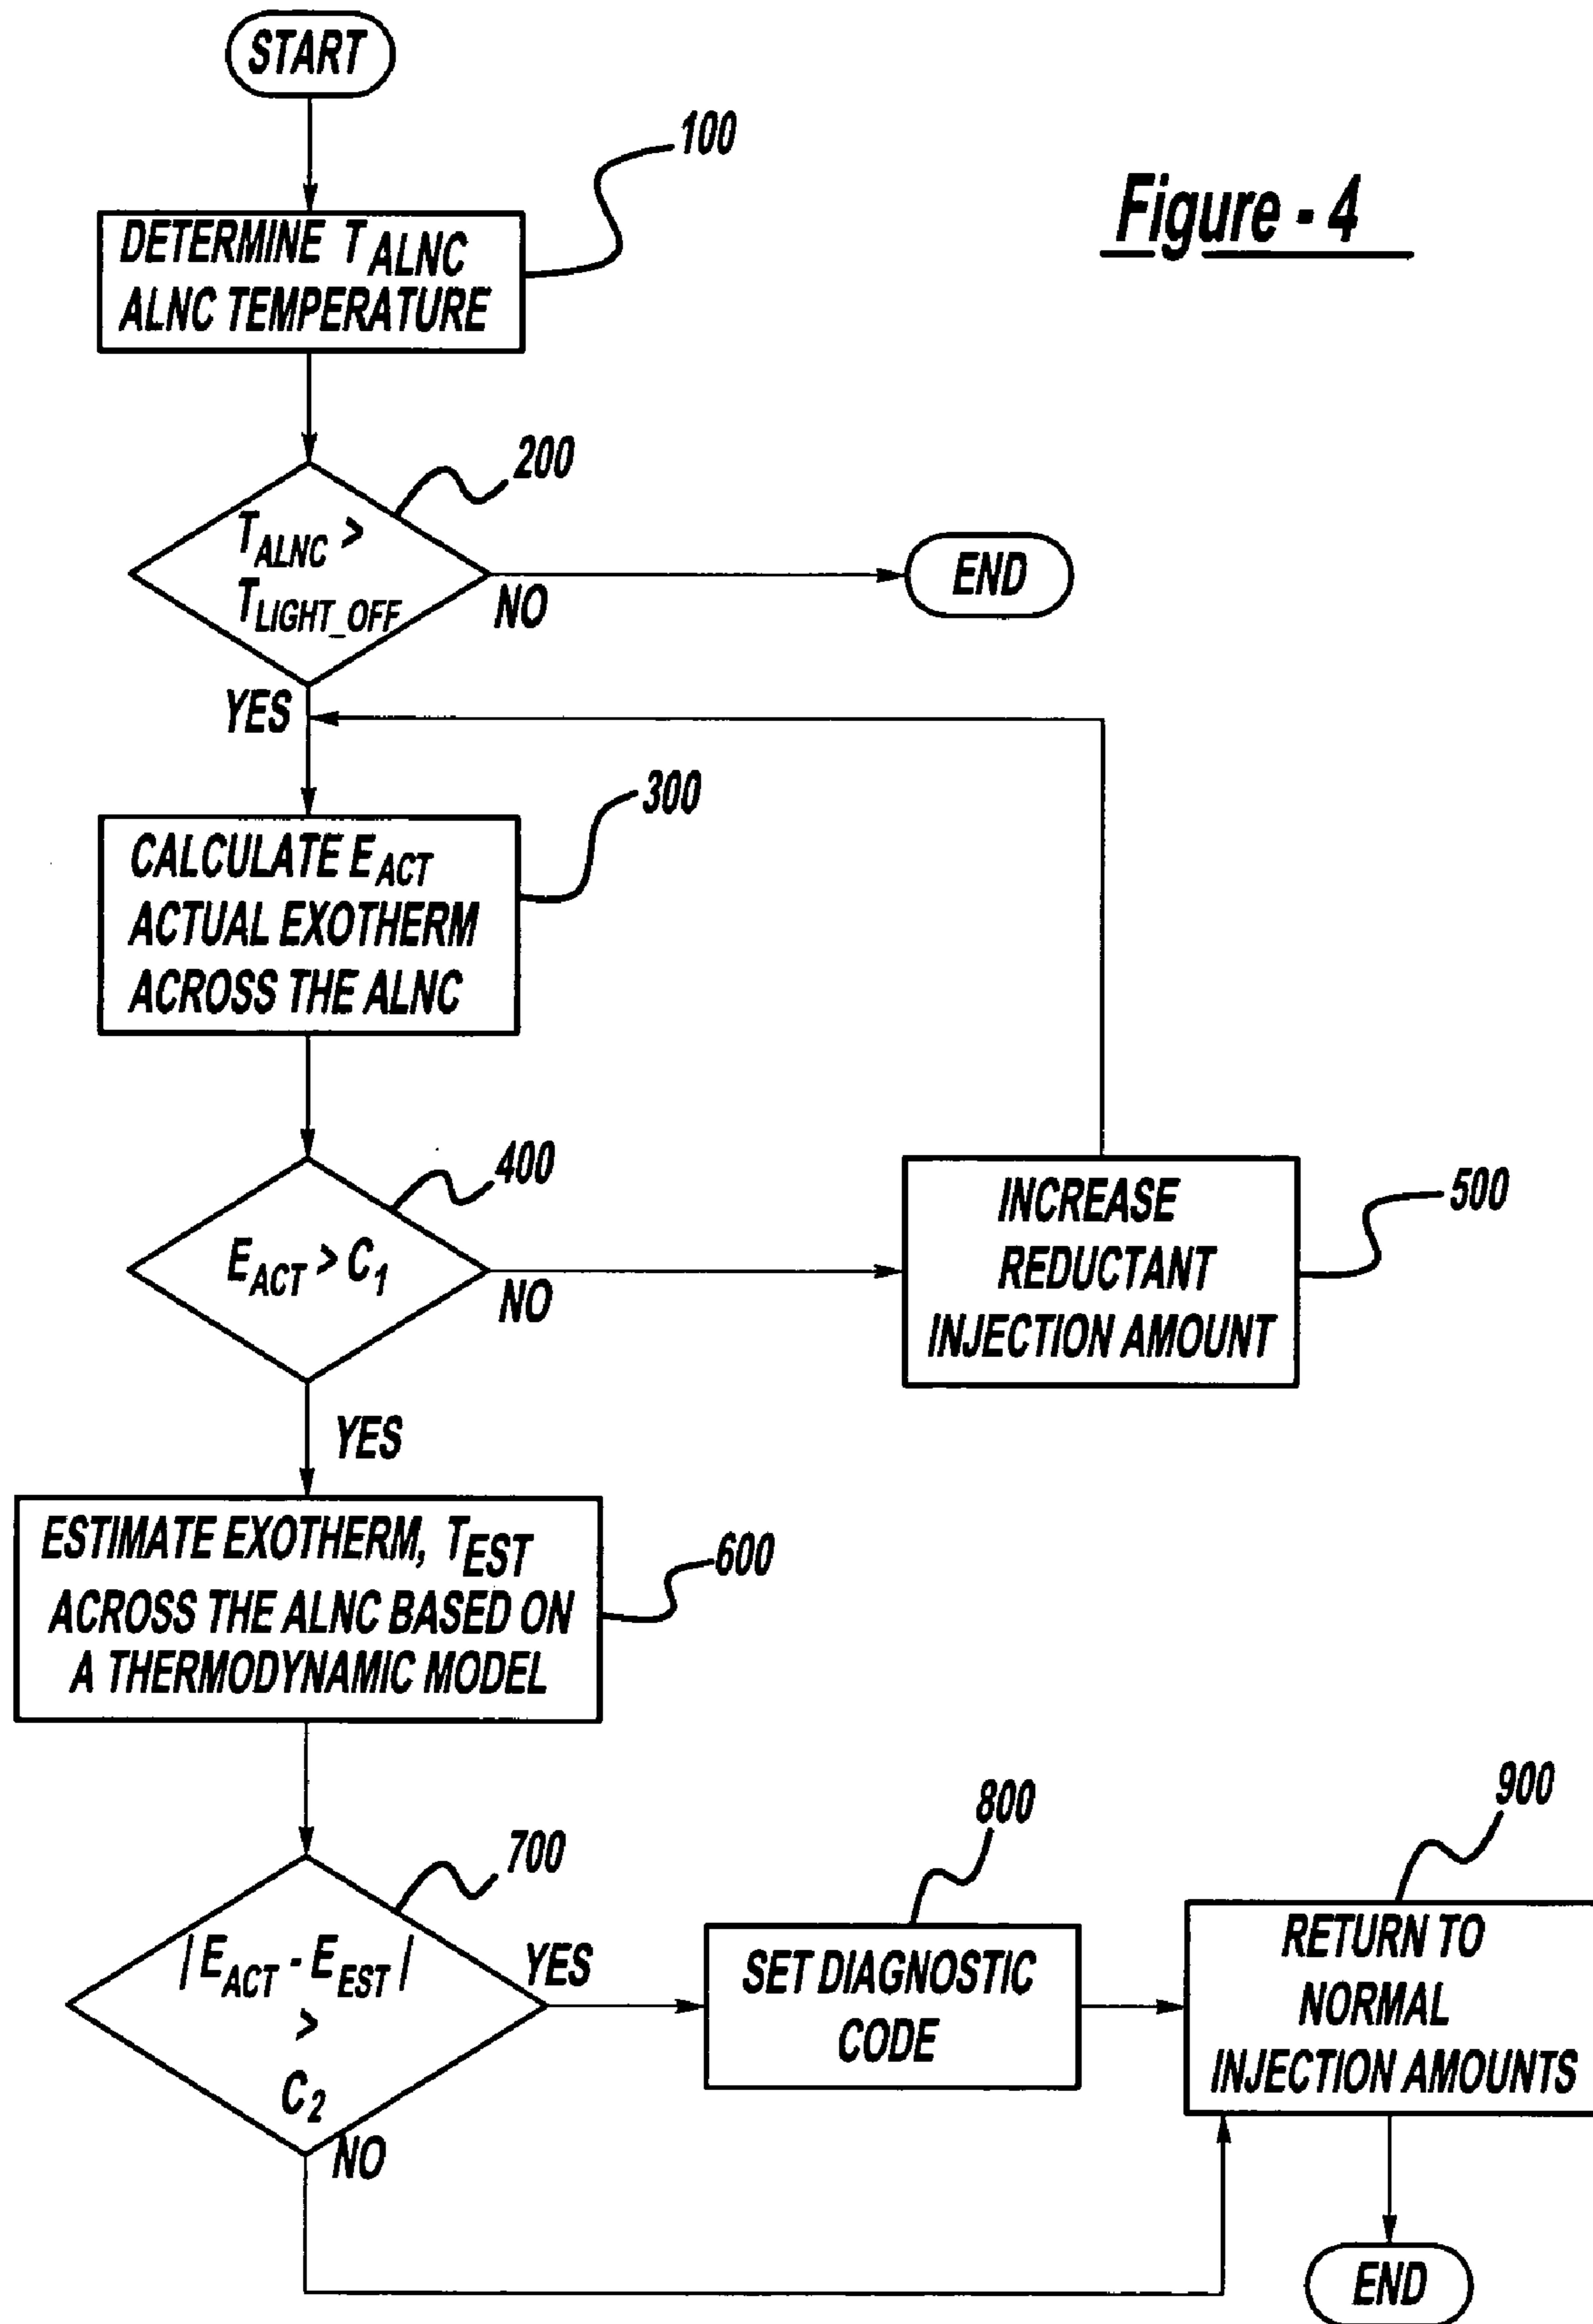 START
100
Figure - 4
DETERMINE T ALNC
ALNC TEMPERATURE
200
T ALNC >
T LIGHT_OFF
NO
END
YES
300
CALCULATE E ACT
ACTUAL EXOTHERM
ACROSS THE ALNC
400
E ACT > C 1
NO
INCREASE
REDUCTANT
INJECTION AMOUNT
500
YES
ESTIMATE EXOTHERM, T EST
ACROSS THE ALNC BASED ON
A THERMODYNAMIC MODEL
600
700
| E ACT - E EST |
>
C 2
YES
NO
800
SET DIAGNOSTIC
CODE
900
RETURN TO
NORMAL
INJECTION AMOUNTS
END